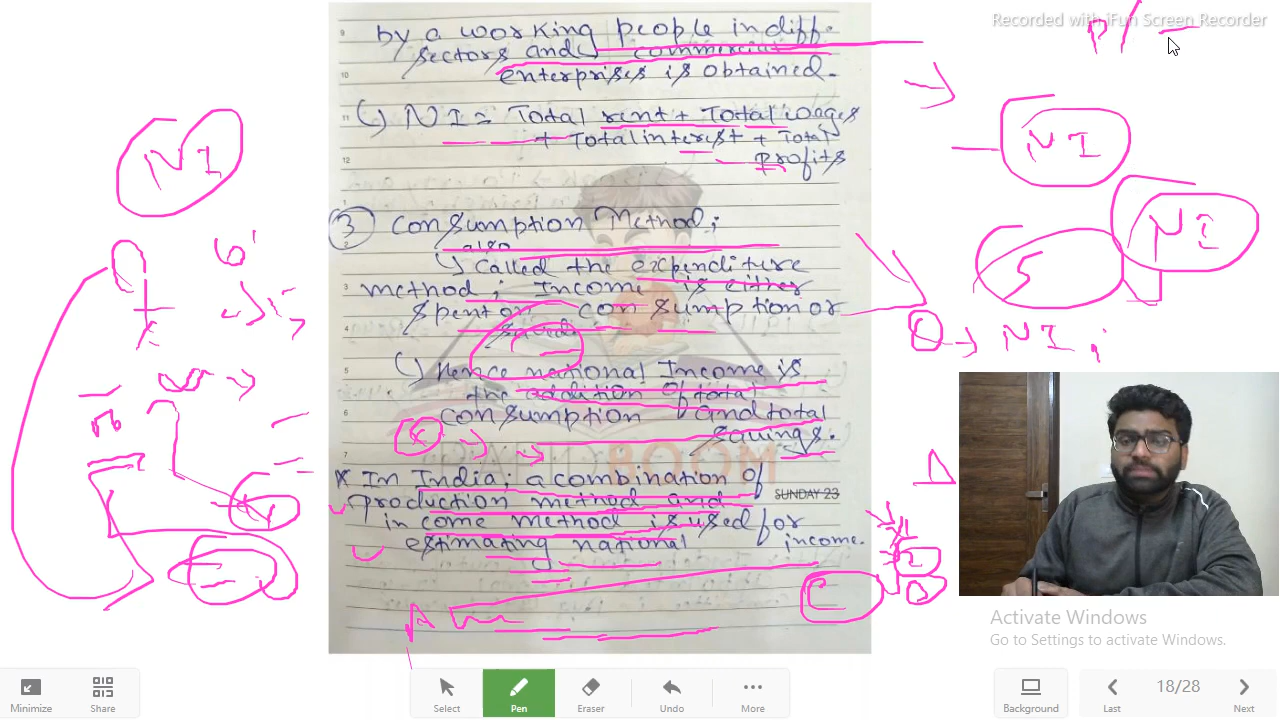 Recorded with iFun Screen Recorder
by a working people in diff.
sectors and commercial
enterprises is obtained.
NI = Total rent + Total wages
+ Total interest + Total
profits
NI
NI
NI
③ Consumption Method;
also
called the expenditure
method; Income is either
spent on consumption or
S
→ NI;
Hence national Income is
the addition of total
consumption and total
savings.
BOOM
* In India; a combination of
production method and
SUNDAY 23
income method is used for
estimating national income.
C
Activate Windows
Go to Settings to activate Windows.
Minimize
Share
Select
Pen
Eraser
Undo
More
Background
Last
18/28
Next